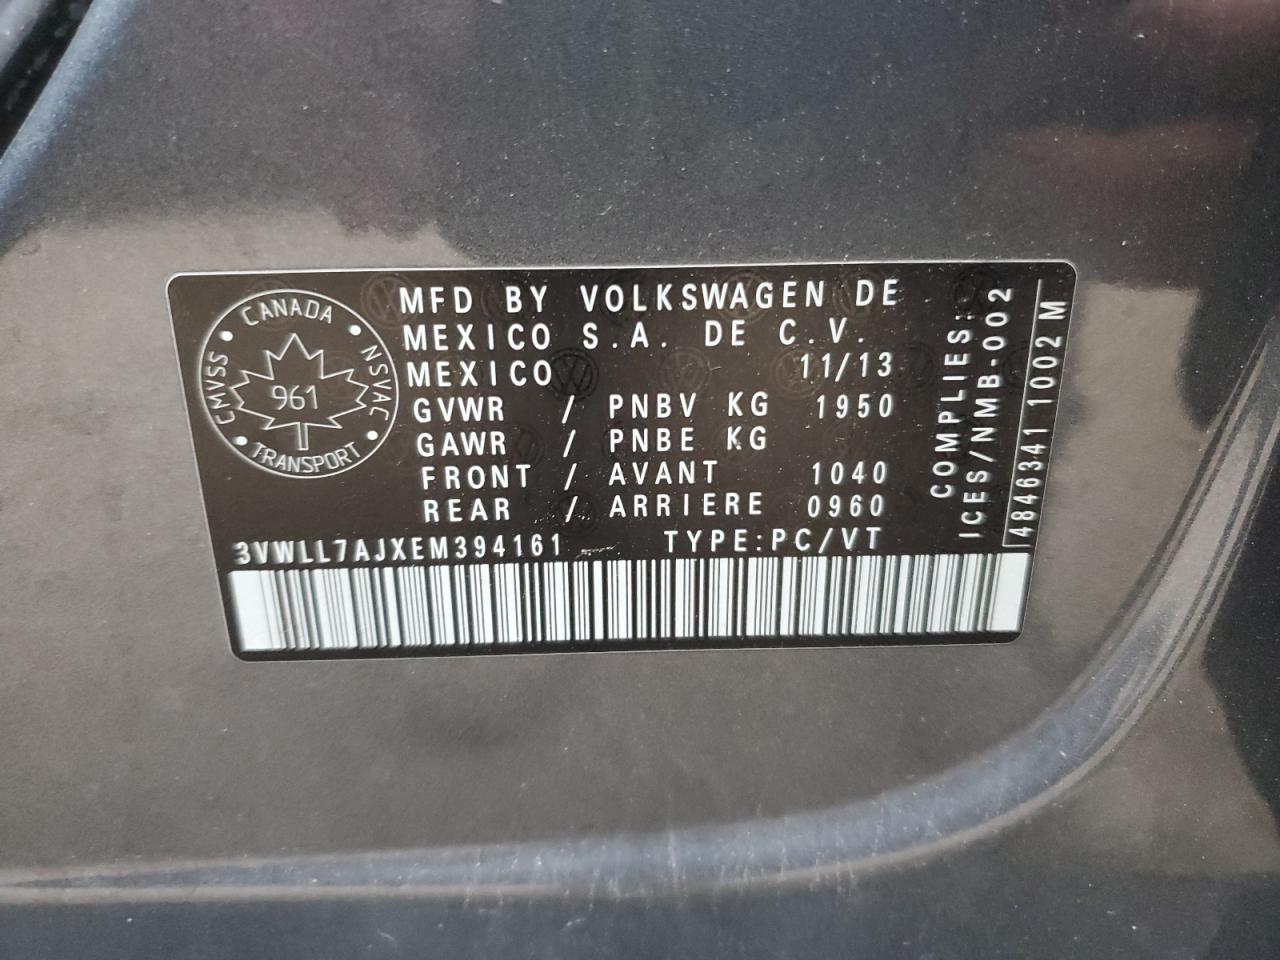 CANADA
CMVSS
NSVAC
961
TRANSPORT
MFD BY VOLKSWAGEN DE
MEXICO S.A. DE C.V.
MEXICO 11/13
GVWR / PNBV KG 1950
GAWR / PNBE KG
FRONT / AVANT 1040
REAR / ARRIERE 0960
3VWLL7AJXEM394161 TYPE:PC/VT
COMPLIES:
ICES/NMB-002
4846341 1002 M